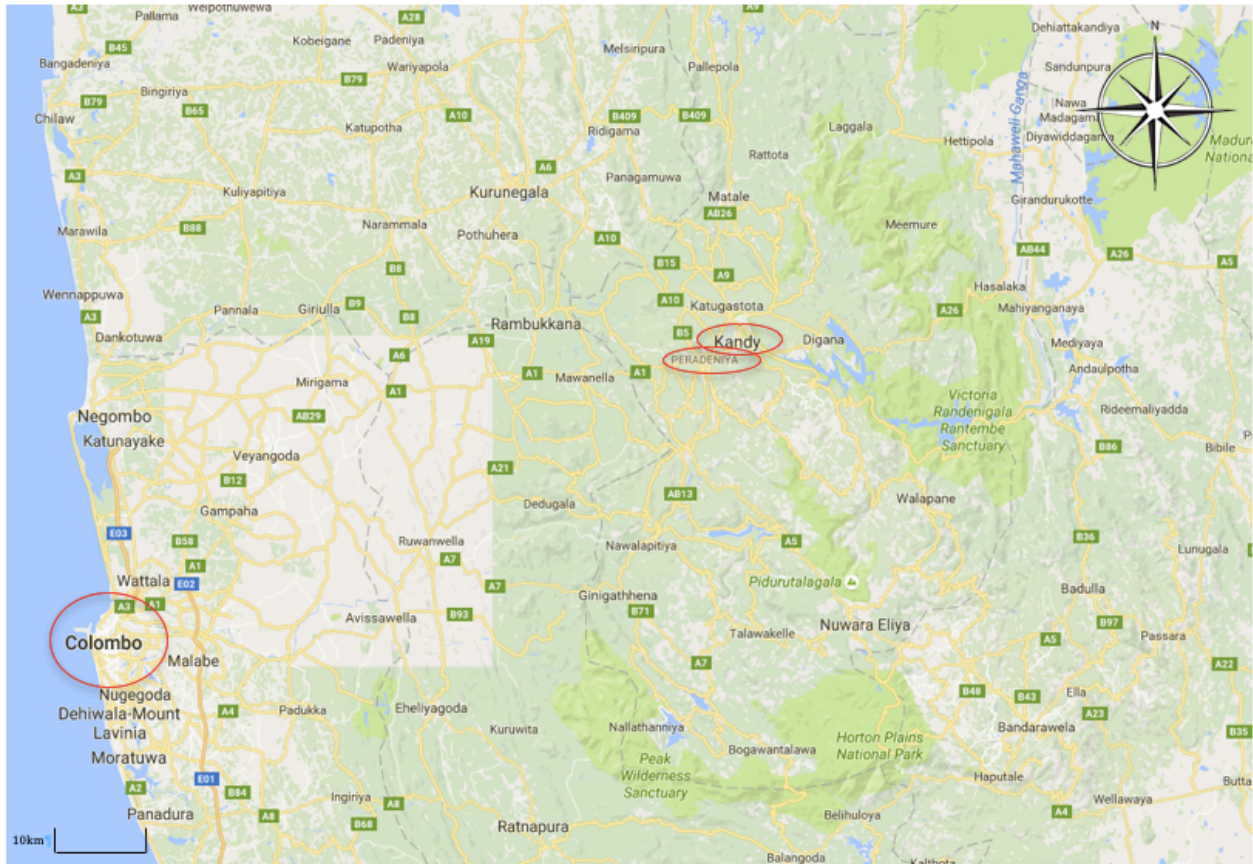 A3
Pallama
Welpothuwewa
A28
A9
Dehiattakandiya
N
Kobeigane
Padeniya
B45
Melsiripura
Bangadeniya
Wariyapola
Pallepola
Sandunpura
B79
Bingiriya
B79
B65
Nawa
Madagama
Chilaw
A10
B409
B409
Katupotha
Ridigama
Laggala
Hettipola
Diyawiddagama
Mahaweli Ganga
Rattota
A6
A3
Panagamuwa
Kuliyapitiya
Kurunegala
Matale
Girandurukotte
AB26
Marawila
B88
Narammala
Pothuhera
A10
Meemure
AB44
A26
A5
B8
B15
A9
Wennappuwa
Hasalaka
A3
Pannala
Giriulla
B9
A10
Katugastota
Mahiyanganaya
B8
A26
Dankotuwa
Rambukkana
B5
Kandy
Digana
A19
Mediyaya
A6
PERADENIYA
Mirigama
A1
A1
Mawanella
A1
Andaulpotha
Negombo
AB29
Victoria
Randenigala
Rantembe
Sanctuary
Rideemaliyadda
Katunayake
Veyangoda
B86
Bibile
A21
B12
AB13
Walapane
Gampaha
Dedugala
E03
B58
Ruwanwella
Nawalapitiya
A5
B36
Lunugala
A1
A7
Wattala
E02
A7
Ginigathhena
Pidurutalagala
Badulla
A3
A1
B93
B71
Avissawella
Nuwara Eliya
B97
Colombo
Talawakelle
A5
Passara
Malabe
A7
A22
Nugegoda
B48
B43
Ella
Dehiwala-Mount
Lavinia
A4
Padukka
Eheliyagoda
Kuruwita
Nallathanniya
A23
Bandarawela
B35
Moratuwa
Bogawantalawa
Horton Plains
National Park
Peak
Wilderness
Sanctuary
E01
Haputale
A2
B84
Ingiriya
A8
Wellawaya
Panadura
A8
B68
Ratnapura
Belihuloya
A4
10km
Balangoda
Kalthota